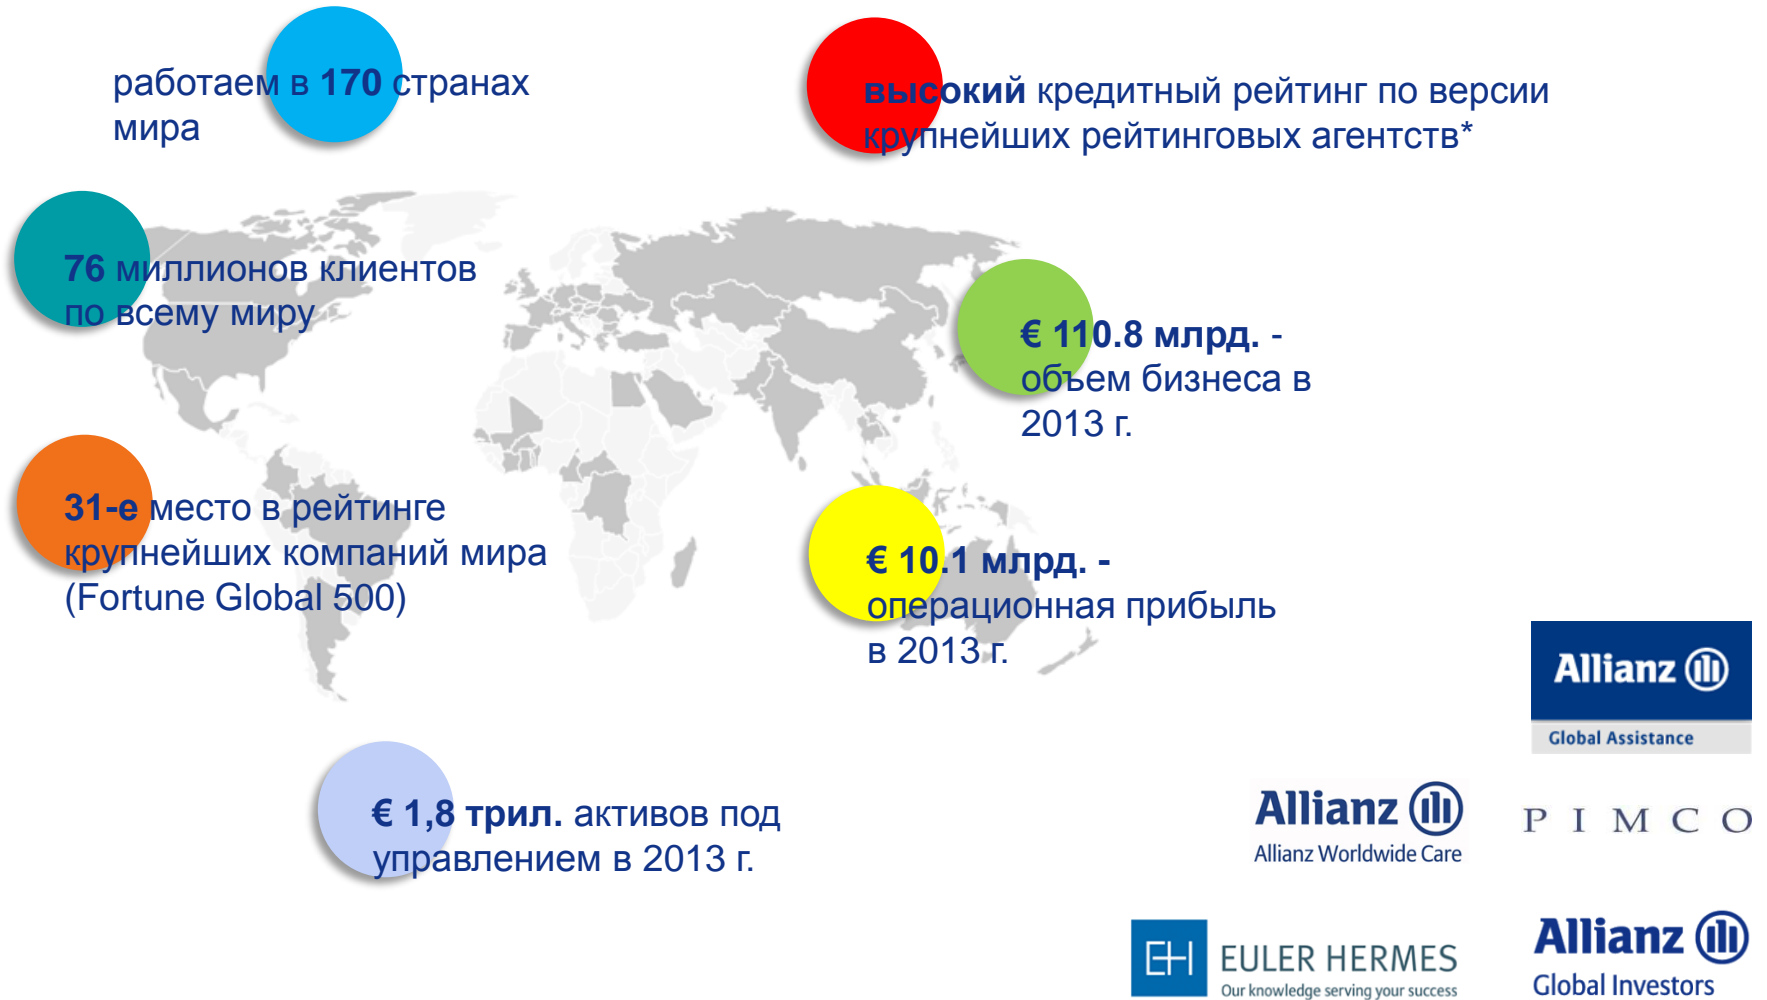 работаем в 170 странах
мира
высокий кредитный рейтинг по версии
крупнейших рейтинговых агентств*
76 миллионов клиентов
по всему миру
€ 110.8 млрд. -
объем бизнеса в
2013 г.
31-е место в рейтинге
крупнейших компаний мира
(Fortune Global 500)
€ 10.1 млрд. -
операционная прибыль
в 2013 г.
€ 1,8 трил. активов под
управлением в 2013 г.
Allianz
Global Assistance
Allianz
Allianz Worldwide Care
PIMCO
EH
EULER HERMES
Our knowledge serving your success
Allianz
Global Investors